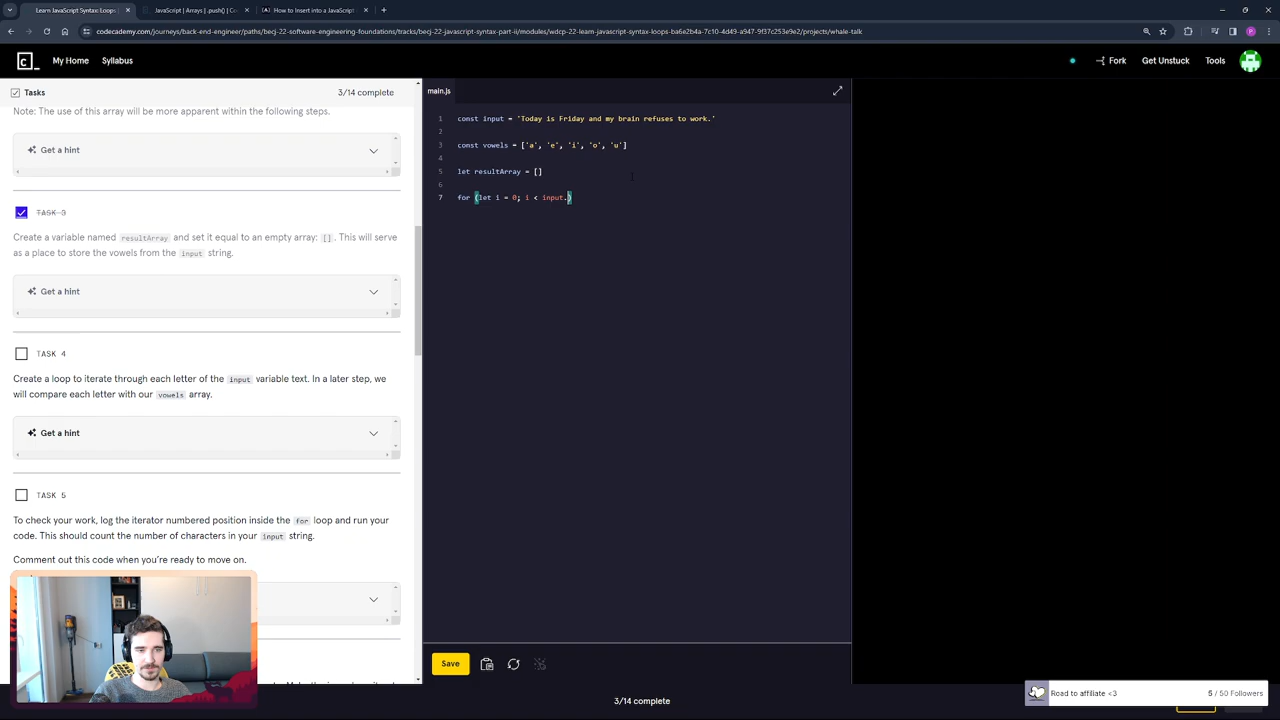 Learn JavaScript Syntax: Loops
JavaScript | Arrays | .push() | Co
How to Insert into a JavaScript
codecademy.com/journeys/back-end-engineer/paths/becj-22-software-engineering-foundations/tracks/becj-22-javascript-syntax-part-ii/modules/wdcp-22-learn-javascript-syntax-loops-ba6e2b4a-7c10-4d49-a947-9f37c253e9e2/projects/whale-talk
My Home
Syllabus
Fork
Get Unstuck
Tools
Tasks
3/14 complete
Note: The use of this array will be more apparent within the following steps.
Get a hint
TASK 3
Create a variable named resultArray and set it equal to an empty array: []. This will serve
as a place to store the vowels from the input string.
Get a hint
TASK 4
Create a loop to iterate through each letter of the input variable text. In a later step, we
will compare each letter with our vowels array.
Get a hint
TASK 5
To check your work, log the iterator numbered position inside the for loop and run your
code. This should count the number of characters in your input string.
Comment out this code when you're ready to move on.
main.js
1 const input = 'Today is Friday and my brain refuses to work.'
2
3 const vowels = ['a', 'e', 'i', 'o', 'u']
4
5 let resultArray = []
6
7 for (let i = 0; i < input.)
Save
3/14 complete
Road to affiliate <3
5 / 50 Followers